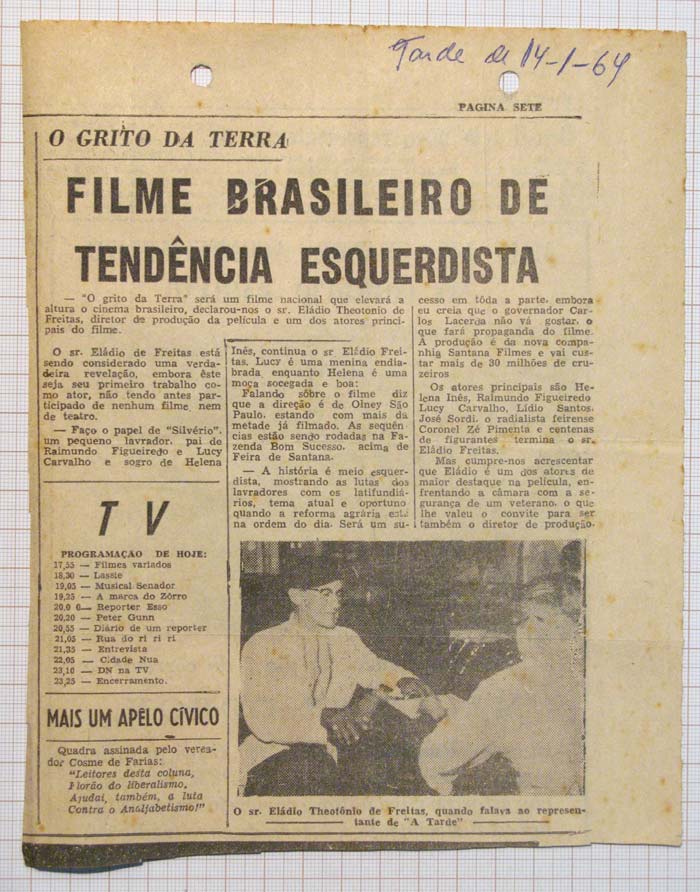 Tarde de 14-1-64
PAGINA SETE
O GRITO DA TERRA
FILME BRASILEIRO DE
TENDÊNCIA ESQUERDISTA
— "O grito da Terra" será um filme nacional que elevará a
altura o cinema brasileiro, declarou-nos o sr. Eládio Theotonio de
Freitas, diretor de produção da película e um dos atores princi-
pais do filme.
O sr. Eládio de Freitas está
sendo considerado uma verda-
deira revelação, embora êste
seja seu primeiro trabalho co-
mo ator, não tendo antes par-
ticipado de nenhum filme nem
de teatro.
— Faço o papel de "Silvério".
um pequeno lavrador, pai de
Raimundo Figueiredo e Lucy
Carvalho e sogro de Helena
Inês, continua o sr Eládio Frei-
tas. Lucy é uma menina endia-
brada enquanto Helena é uma
moça socegada e boa:
Falando sôbre o filme diz
que a direção é de Olney São
Paulo, estando com mais da
metade já filmado. As sequên-
cias estão sendo rodadas na Fa-
zenda Bom Sucesso, acima de
Feira de Santana.
— A história é meio esquer-
dista, mostrando as lutas dos
lavradores com os latifundiá-
rios, tema atual e oportuno
quando a reforma agrária está
na ordem do dia. Será um su-
cesso em tôda a parte, embora
eu creia que o governador Car-
los Lacerda não vá gostar, o
que fará propaganda do filme.
A produção é da nova compa-
nhia Santana Filmes e vai cus-
tar mais de 30 milhões de cru-
zeiros
Os atores principais são He-
lena Inês, Raimundo Figueiredo
Lucy Carvalho, Lídio Santos,
José Sordi, o radialista feirense
Coronel Zé Pimenta e centenas
de figurantes termina o sr.
Eládio Freitas.
Mas cumpre-nos acrescentar
que Eládio é um dos atores de
maior destaque na película, en-
frentando a câmara com a se-
gurança de um veterano, o que
lhe valeu o convite para ser
também o diretor de produção.
TV
PROGRAMAÇÃO DE HOJE:
17,55 — Filmes variados
18,30 — Lassie
19,05 — Musical Senador
19,25 — A marca do Zôrro
20,0 0— Reporter Esso
20,20 — Peter Gunn
20,55 — Diário de um reporter
21,05 — Rua do ri ri ri
21,35 — Entrevista
22,05 — Cidade Nua
23,10 — DN na TV
23,25 — Encerramento.
MAIS UM APÊLO CÍVICO
Quadra assinada pelo verea-
dor Cosme de Farias:
"Leitores desta coluna,
Florão do liberalismo,
Ajudai, também, a luta
Contra o Analfabetismo!"
O sr. Eládio Theotônio de Freitas, quando falava ao represen-
tante de "A Tarde"